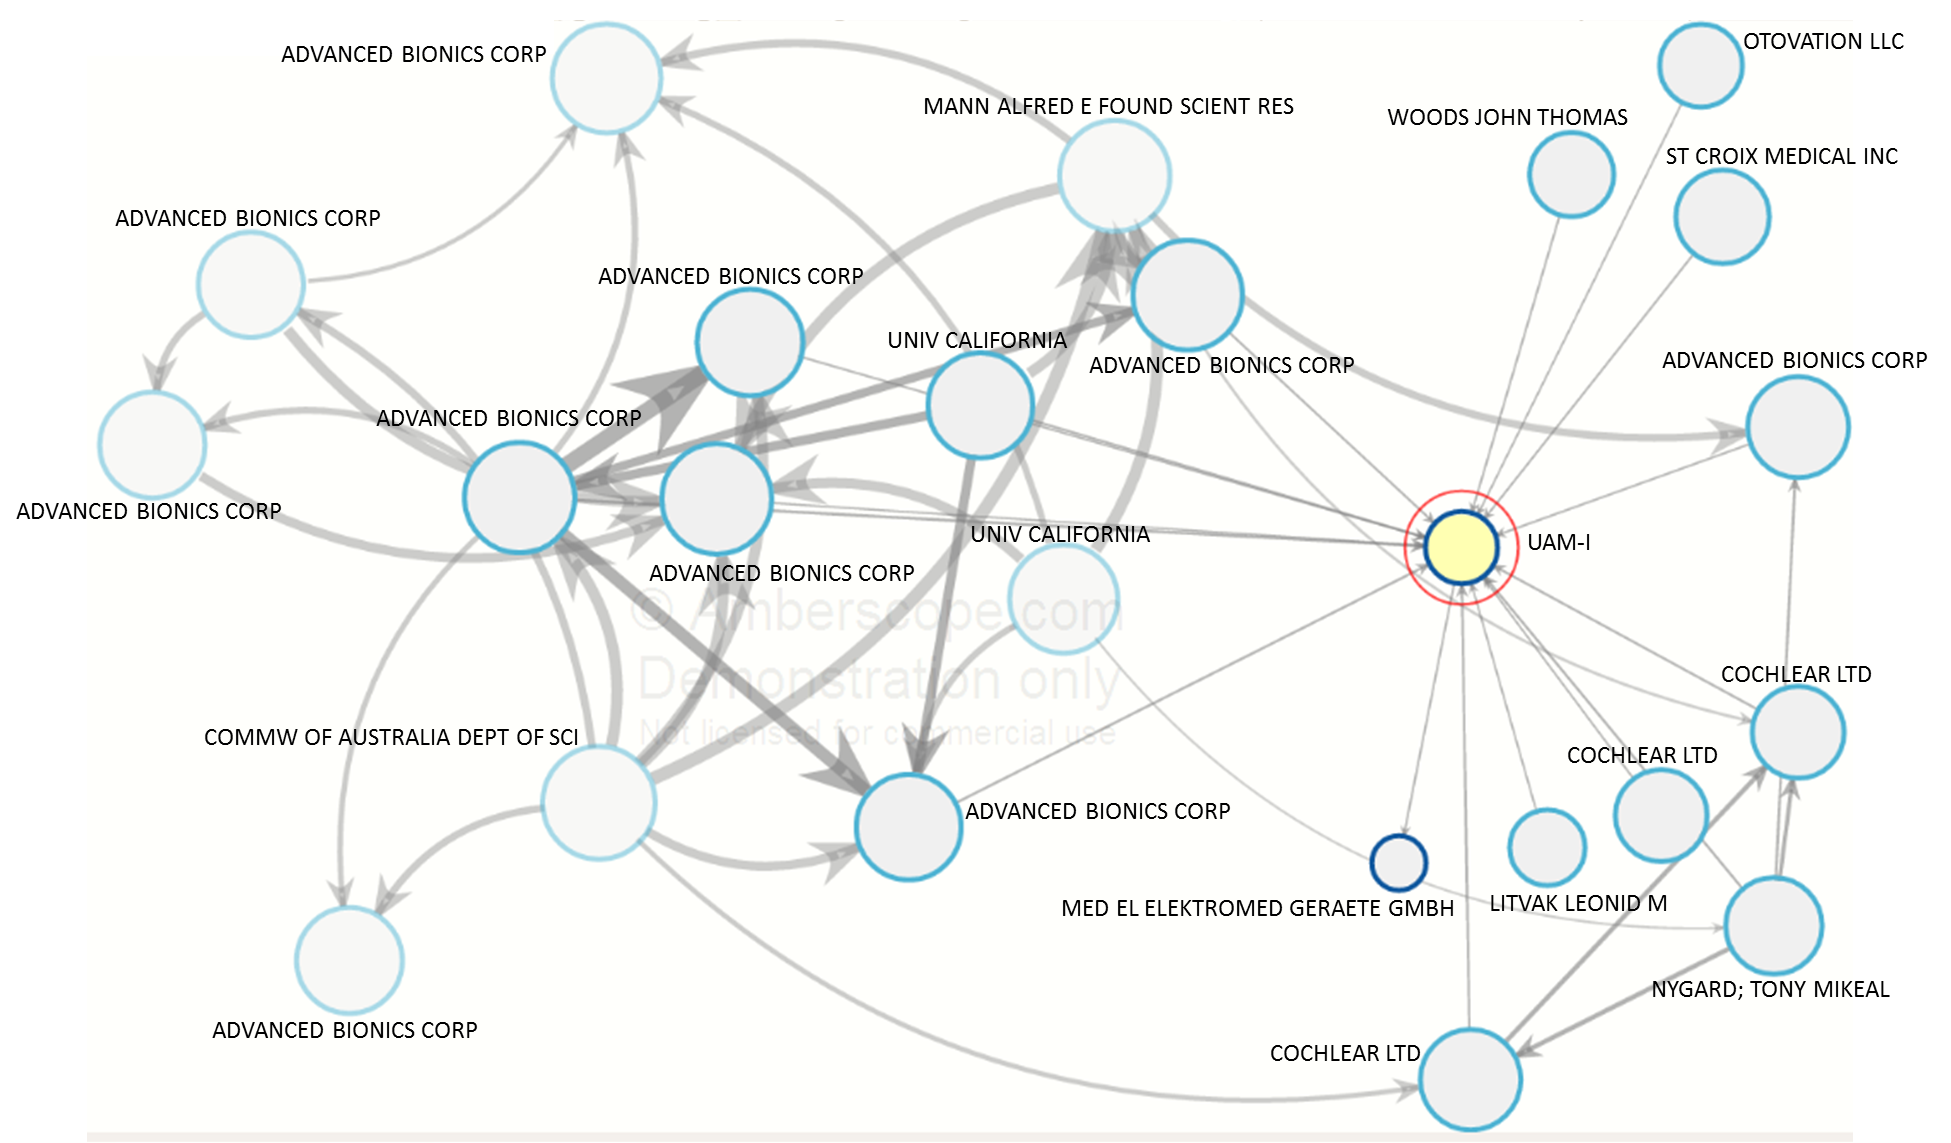 ADVANCED BIONICS CORP
OTOVATION LLC
MANN ALFRED E FOUND SCIENT RES
WOODS JOHN THOMAS
ST CROIX MEDICAL INC
ADVANCED BIONICS CORP
ADVANCED BIONICS CORP
UNIV CALIFORNIA
ADVANCED BIONICS CORP
ADVANCED BIONICS CORP
ADVANCED BIONICS CORP
ADVANCED BIONICS CORP
UNIV CALIFORNIA
UAM-I
ADVANCED BIONICS CORP
© Amberscope.com
Demonstration only
Not licensed for commercial use
COCHLEAR LTD
COMMW OF AUSTRALIA DEPT OF SCI
COCHLEAR LTD
ADVANCED BIONICS CORP
MED EL ELEKTROMED GERAETE GMBH
LITVAK LEONID M
NYGARD; TONY MIKEAL
ADVANCED BIONICS CORP
COCHLEAR LTD